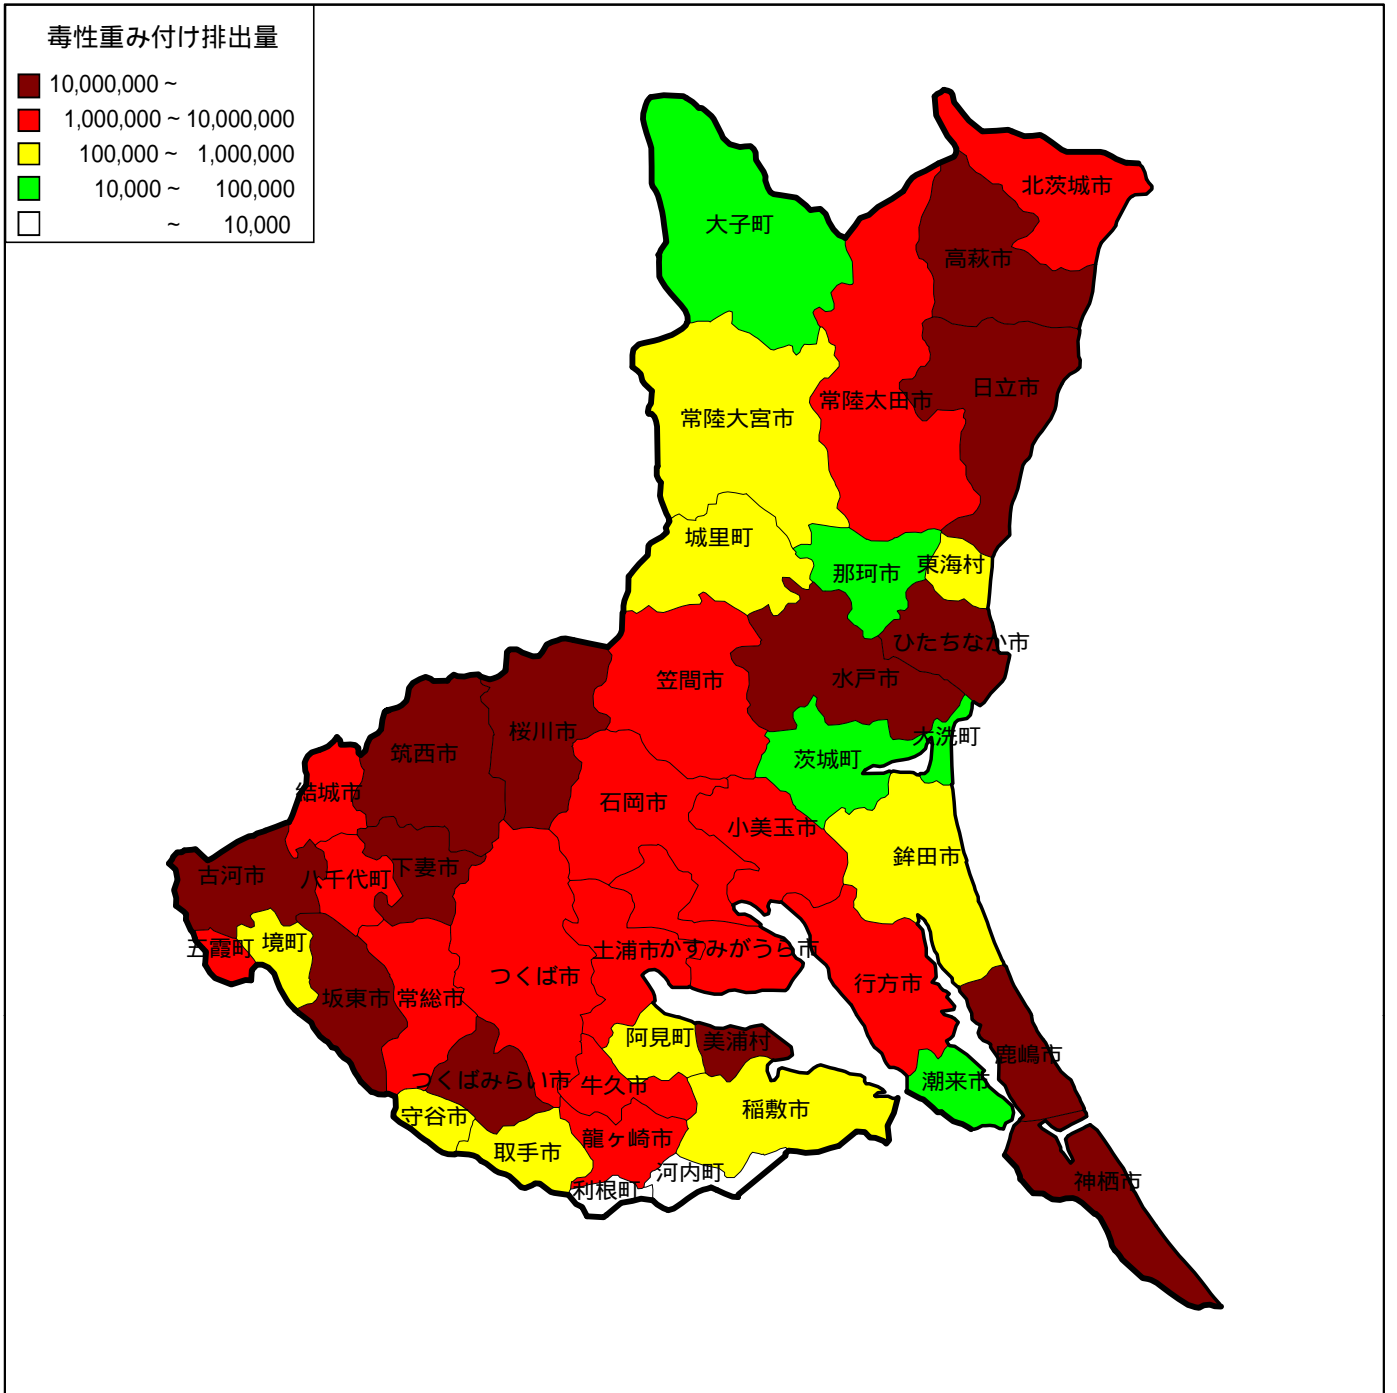 毒性重み付け排出量
10,000,000 ~
1,000,000 ~ 10,000,000
100,000 ~ 1,000,000
10,000 ~ 100,000
~ 10,000
北茨城市
大子町
高萩市
日立市
常陸太田市
常陸大宮市
城里町
東海村
那珂市
ひたちなか市
水戸市
笠間市
桜川市
大洗町
筑西市
茨城町
結城市
石岡市
小美玉市
鉾田市
下妻市
古河市
八千代町
境町
五霞町
土浦市
かすみがうら市
つくば市
行方市
坂東市
常総市
阿見町
美浦村
鹿嶋市
つくばみらい市
牛久市
潮来市
稲敷市
守谷市
龍ヶ崎市
取手市
河内町
神栖市
利根町